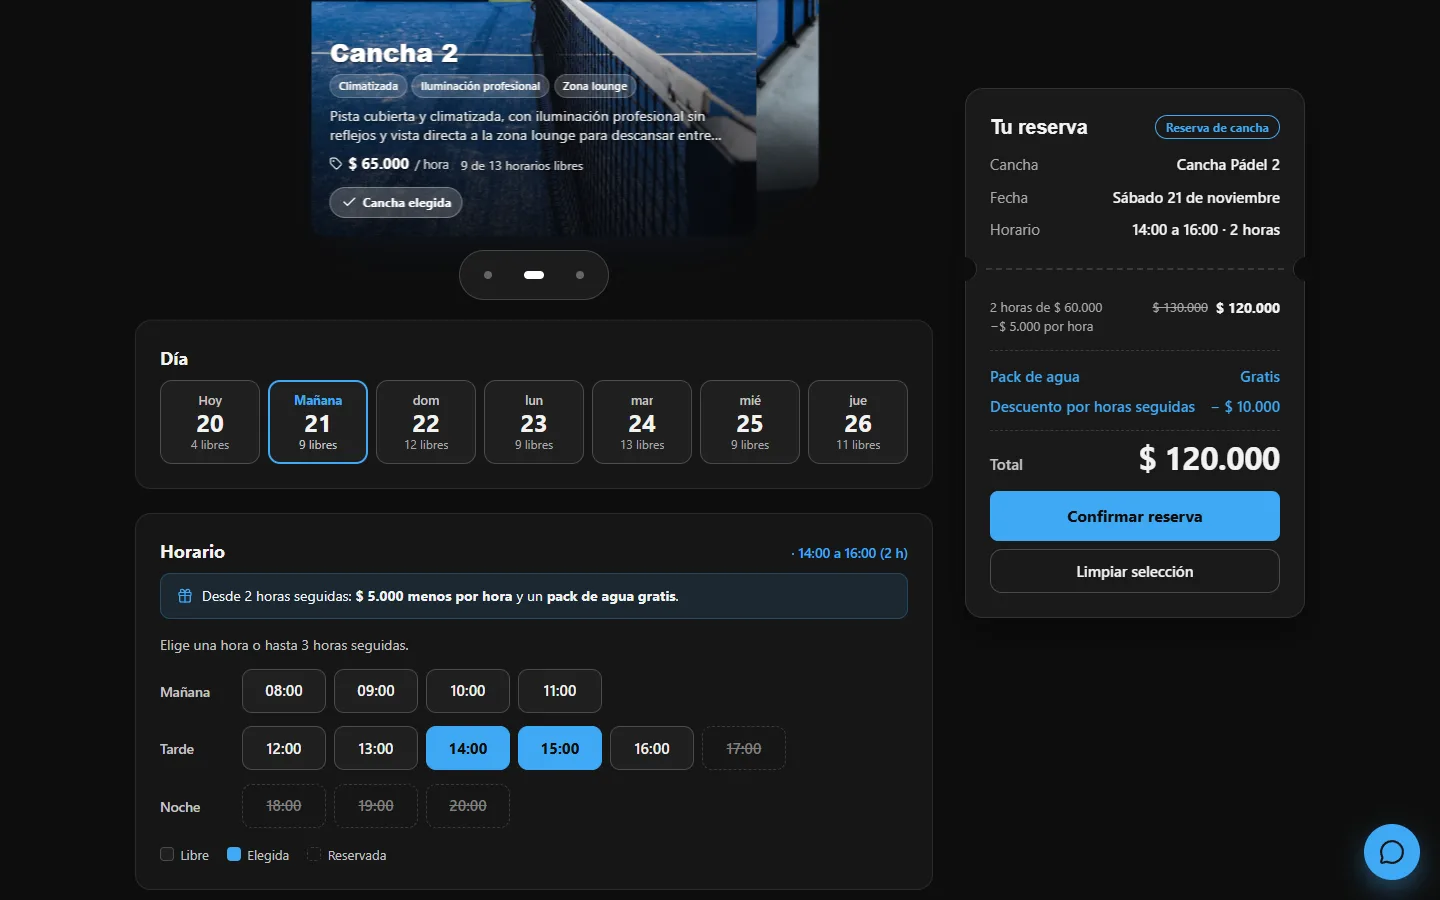 Cancha 2
Climatizada
Iluminación profesional
Zona lounge
Pista cubierta y climatizada, con iluminación profesional sin
reflejos y vista directa a la zona lounge para descansar entre...
$ 65.000 / hora 9 de 13 horarios libres
Cancha elegida
Día
Hoy
20
4 libres
Mañana
21
9 libres
dom
22
12 libres
lun
23
9 libres
mar
24
13 libres
mié
25
9 libres
jue
26
11 libres
Horario
· 14:00 a 16:00 (2 h)
Desde 2 horas seguidas: $ 5.000 menos por hora y un pack de agua gratis.
Elige una hora o hasta 3 horas seguidas.
Mañana 08:00 09:00 10:00 11:00
Tarde 12:00 13:00 14:00 15:00 16:00 17:00
Noche 18:00 19:00 20:00
Libre Elegida Reservada
Tu reserva
Reserva de cancha
Cancha Cancha Pádel 2
Fecha Sábado 21 de noviembre
Horario 14:00 a 16:00 · 2 horas
2 horas de $ 60.000 $ 130.000 $ 120.000
−$ 5.000 por hora
Pack de agua Gratis
Descuento por horas seguidas − $ 10.000
Total $ 120.000
Confirmar reserva
Limpiar selección